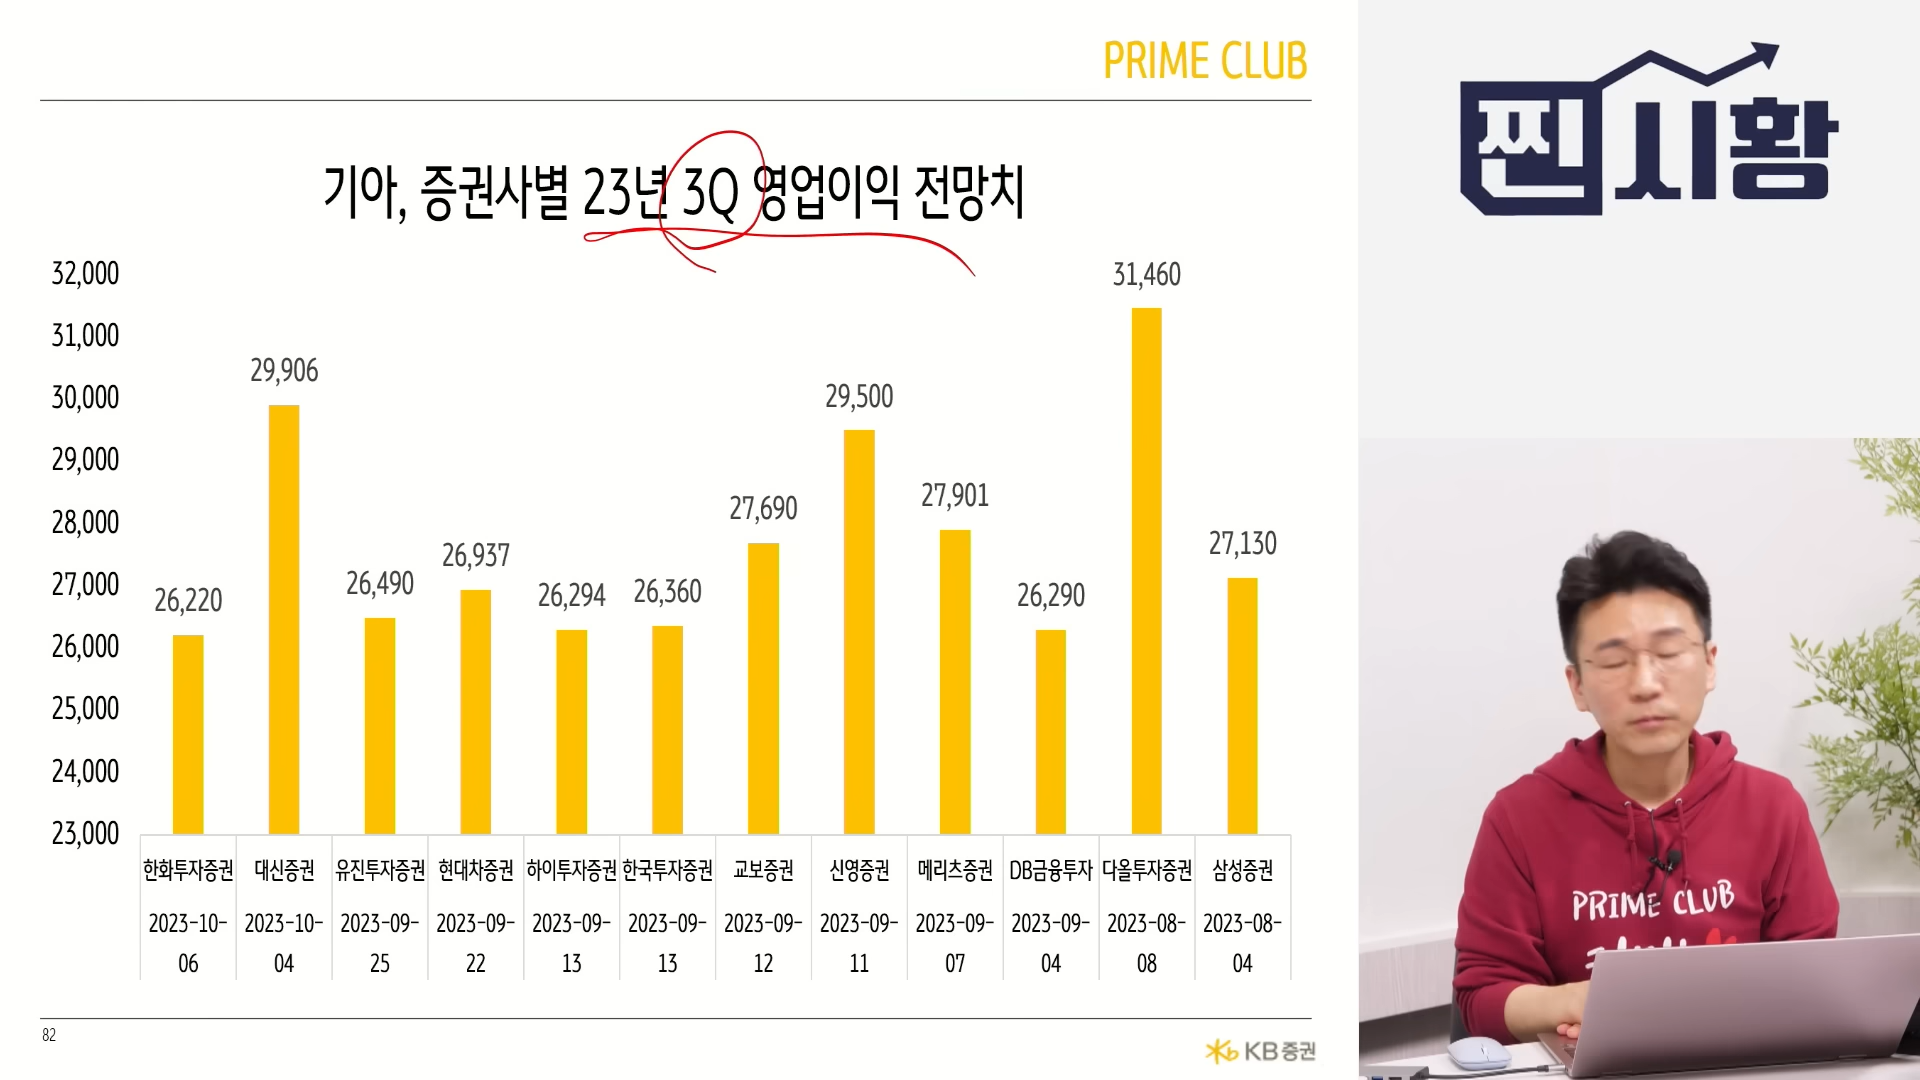 PRIME CLUB
찐시황
기아, 증권사별 23년 3Q 영업이익 전망치
32,000
31,000
30,000
29,000
28,000
27,000
26,000
25,000
24,000
23,000
26,220
29,906
26,490
26,937
26,294
26,360
27,690
29,500
27,901
26,290
31,460
27,130
한화투자증권 대신증권 유진투자증권 현대차증권 하이투자증권 한국투자증권 교보증권 신영증권 메리츠증권 DB금융투자 다올투자증권 삼성증권
2023-10- 2023-10- 2023-09- 2023-09- 2023-09- 2023-09- 2023-09- 2023-09- 2023-09- 2023-09- 2023-08- 2023-08-
06 04 25 22 13 13 12 11 07 04 08 04
82
KB증권
PRIME CLUB